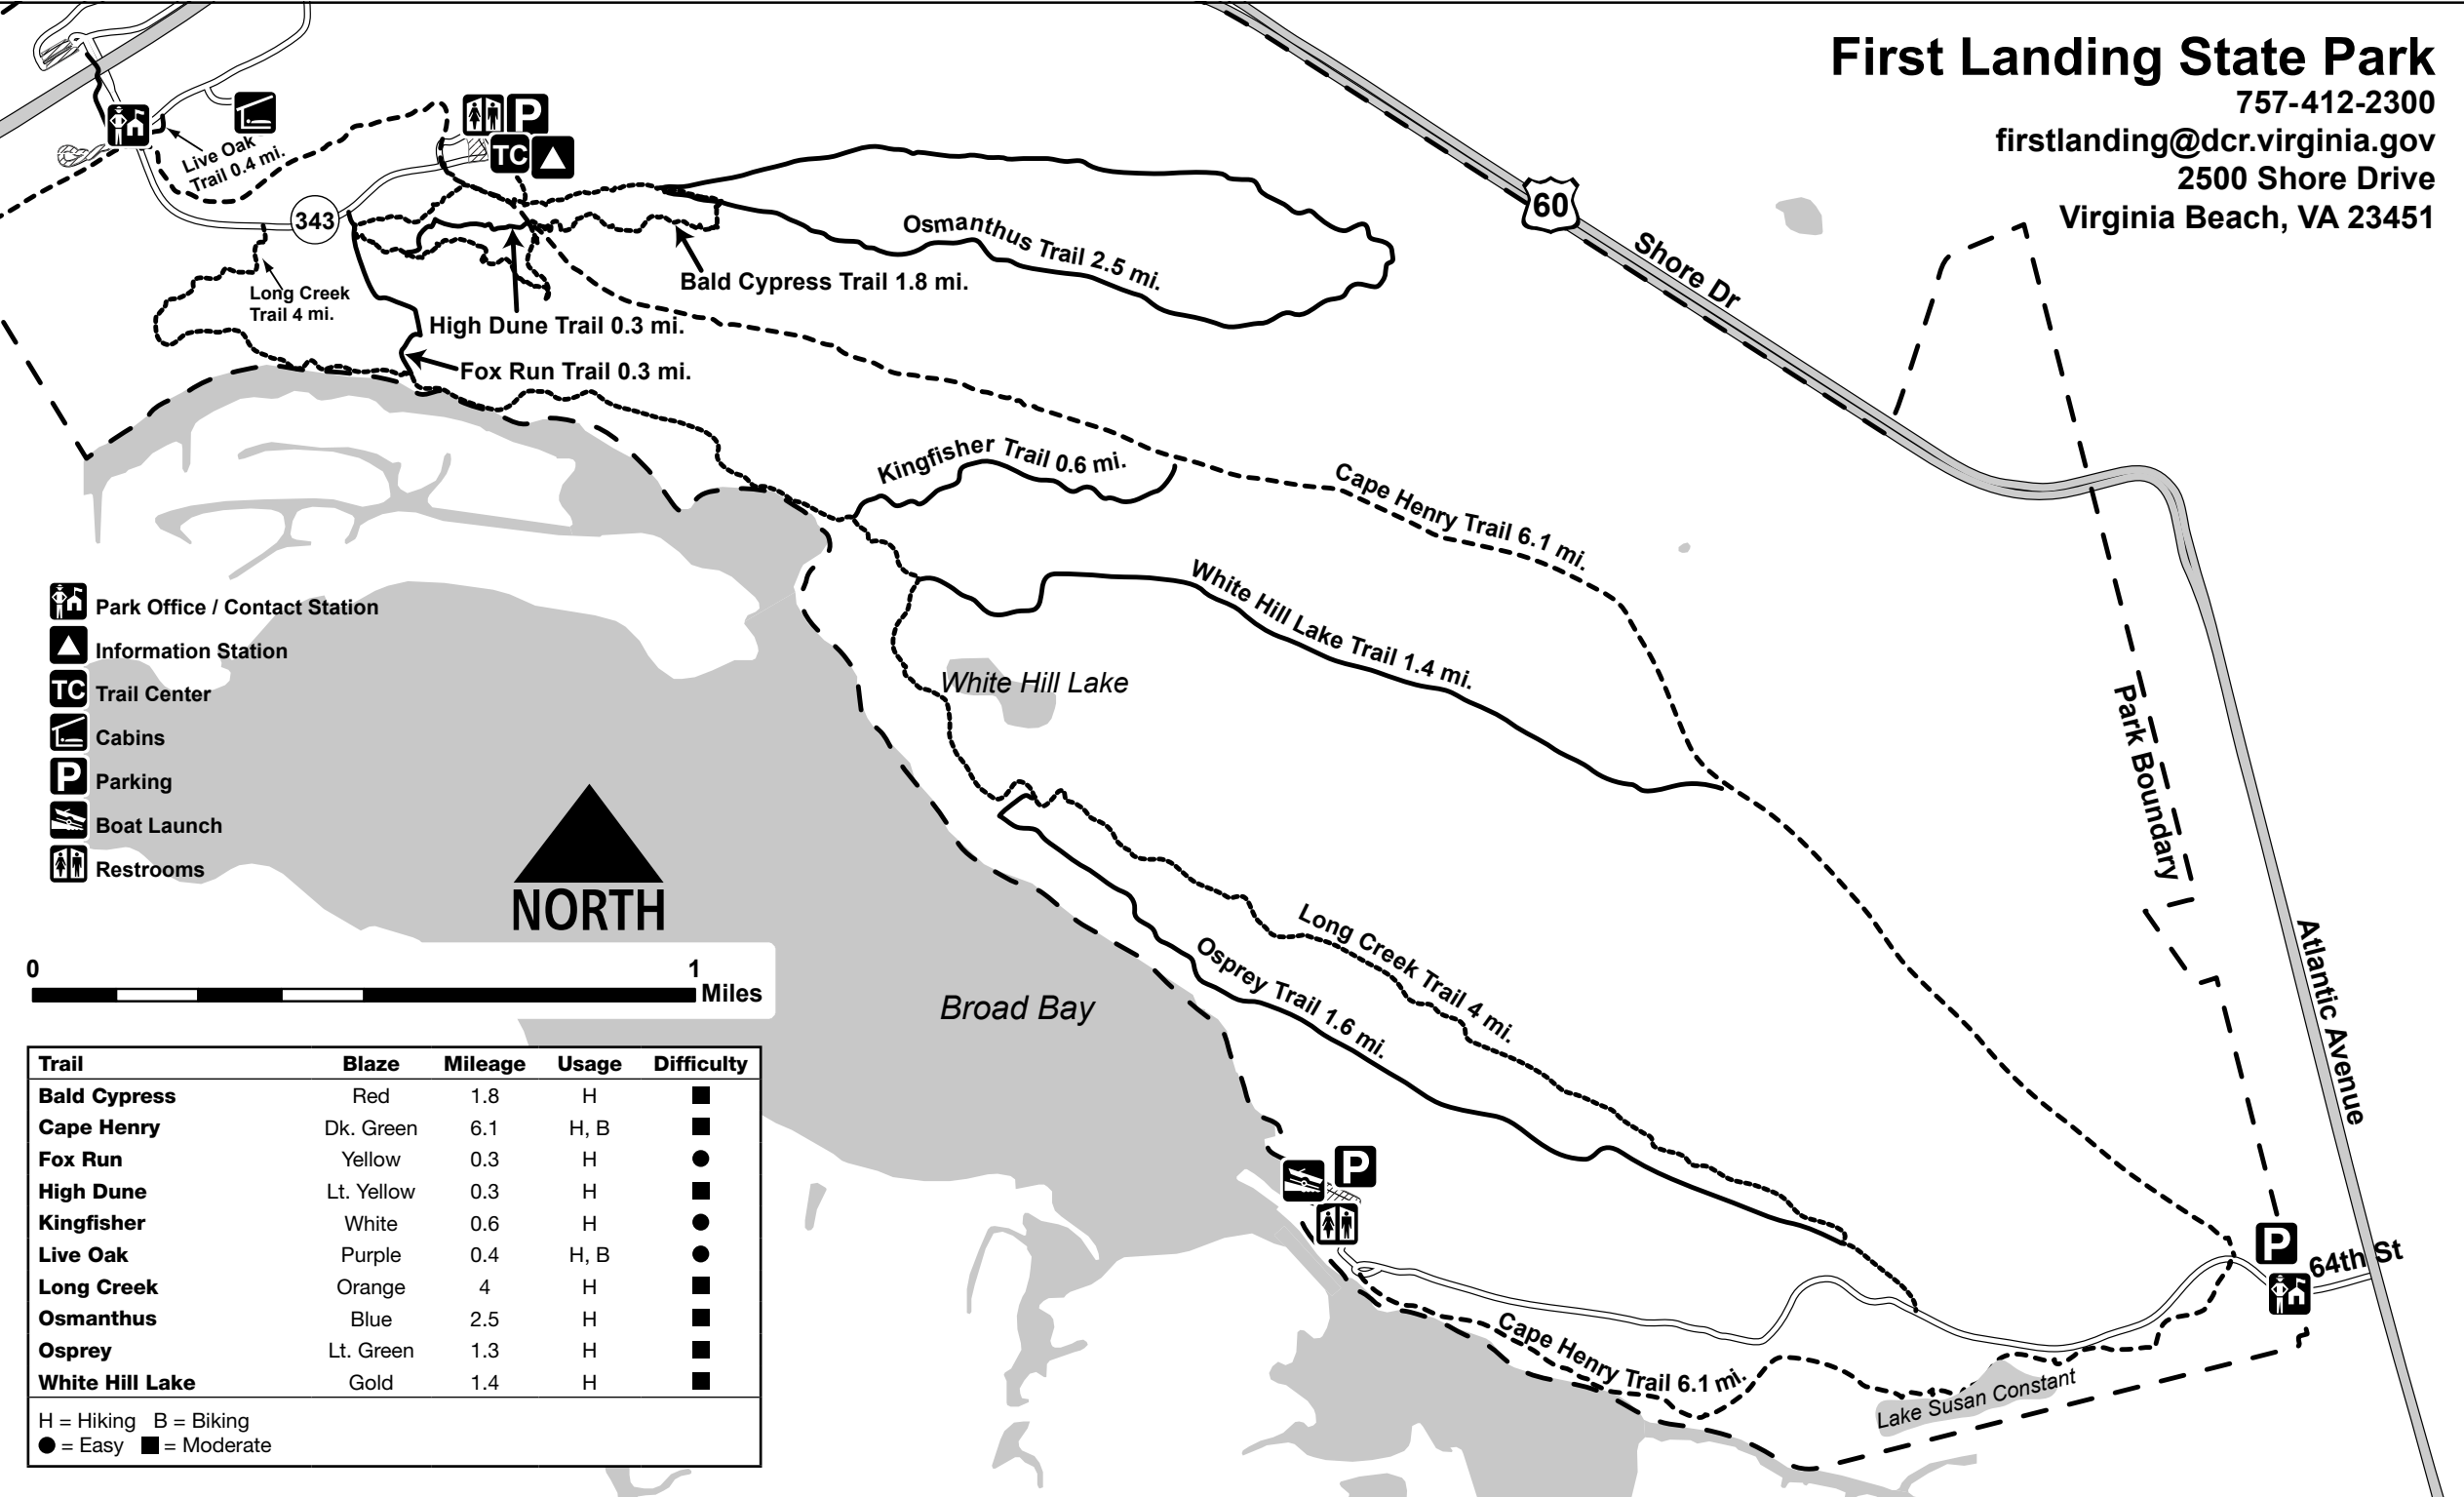 First Landing State Park
757-412-2300
firstlanding@dcr.virginia.gov
2500 Shore Drive
Virginia Beach, VA 23451
Live Oak
Trail 0.4 mi.
P
TC
343
60
Shore Dr
Osmanthus Trail 2.5 mi.
Bald Cypress Trail 1.8 mi.
Long Creek
Trail 4 mi.
High Dune Trail 0.3 mi.
Fox Run Trail 0.3 mi.
Kingfisher Trail 0.6 mi.
Cape Henry Trail 6.1 mi.
White Hill Lake Trail 1.4 mi.
White Hill Lake
Park Boundary
Park Office / Contact Station
Information Station
TC Trail Center
Cabins
P Parking
Boat Launch
Restrooms
NORTH
0 1
Miles
Broad Bay
Long Creek Trail 4 mi.
Osprey Trail 1.6 mi.
Atlantic Avenue
P
P
64th St
Cape Henry Trail 6.1 mi.
Lake Susan Constant
Trail Blaze Mileage Usage Difficulty
Bald Cypress Red 1.8 H ■
Cape Henry Dk. Green 6.1 H, B ■
Fox Run Yellow 0.3 H ●
High Dune Lt. Yellow 0.3 H ■
Kingfisher White 0.6 H ●
Live Oak Purple 0.4 H, B ●
Long Creek Orange 4 H ■
Osmanthus Blue 2.5 H ■
Osprey Lt. Green 1.3 H ■
White Hill Lake Gold 1.4 H ■
H = Hiking B = Biking
● = Easy ■ = Moderate